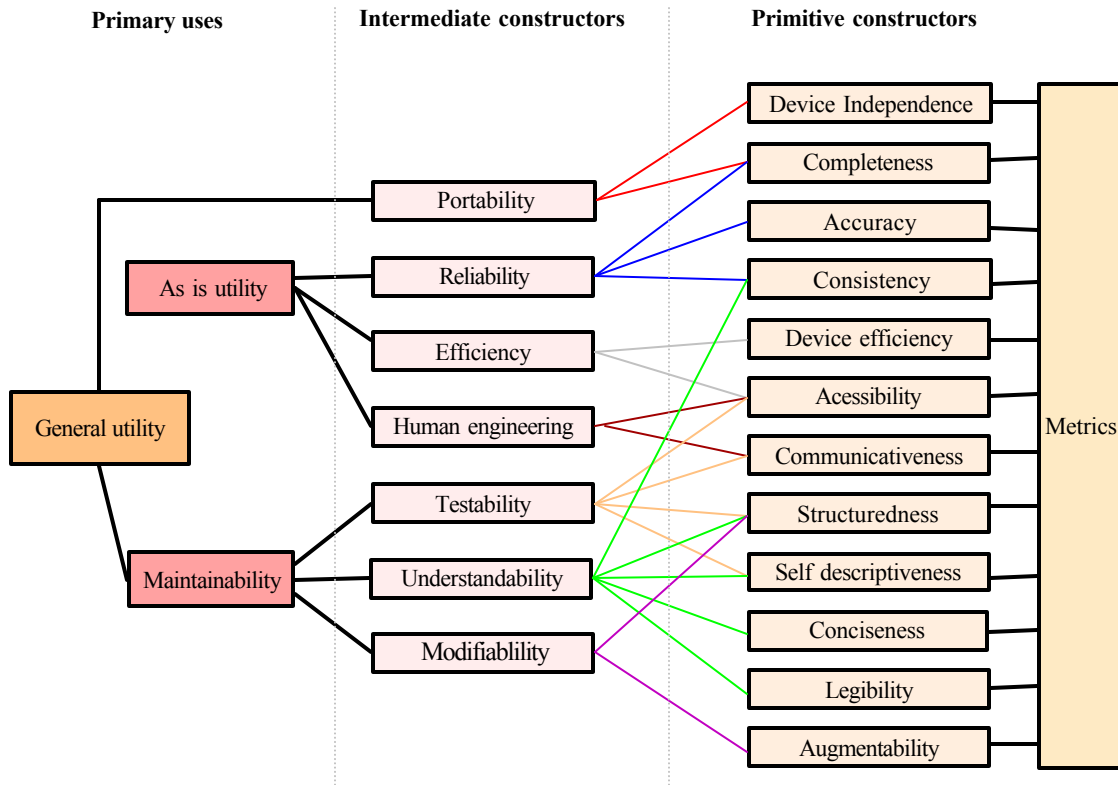 Primary uses
Intermediate constructors
Primitive constructors
General utility
As is utility
Maintainability
Portability
Reliability
Efficiency
Human engineering
Testability
Understandability
Modifiablility
Device Independence
Completeness
Accuracy
Consistency
Device efficiency
Acessibility
Communicativeness
Structuredness
Self descriptiveness
Conciseness
Legibility
Augmentability
Metrics